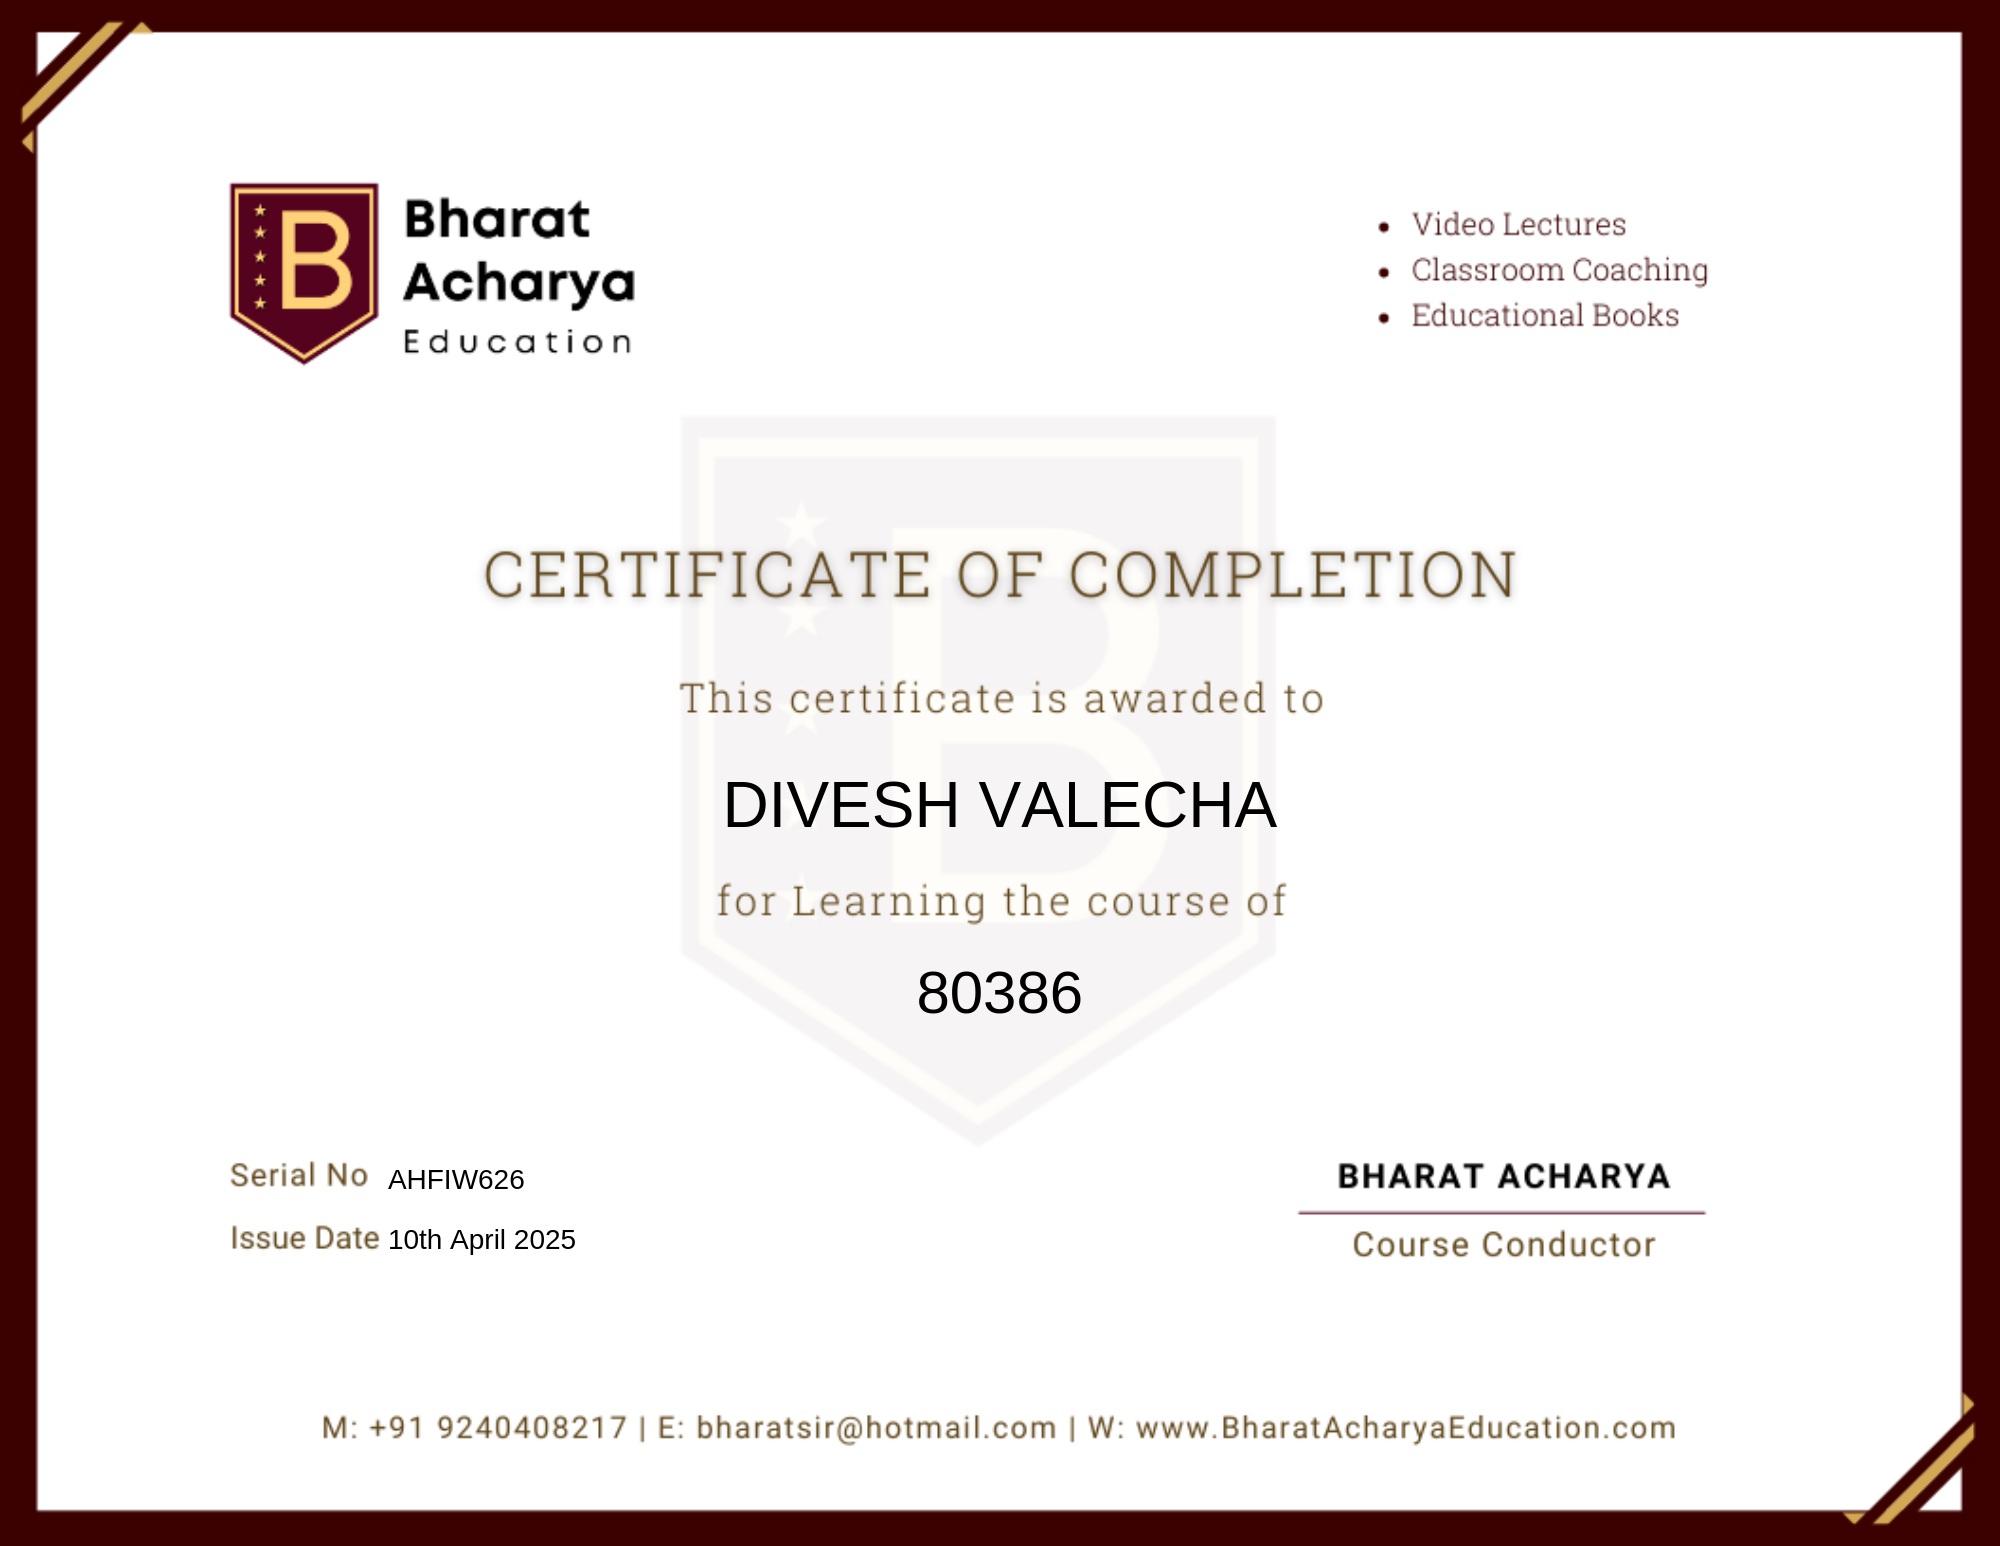 B
Bharat
Acharya
Education
• Video Lectures
• Classroom Coaching
• Educational Books
CERTIFICATE OF COMPLETION
This certificate is awarded to
DIVESH VALECHA
for Learning the course of
80386
Serial No AHFIW626
Issue Date 10th April 2025
BHARAT ACHARYA
Course Conductor
M: +91 9240408217 | E: bharatsir@hotmail.com | W: www.BharatAcharyaEducation.com